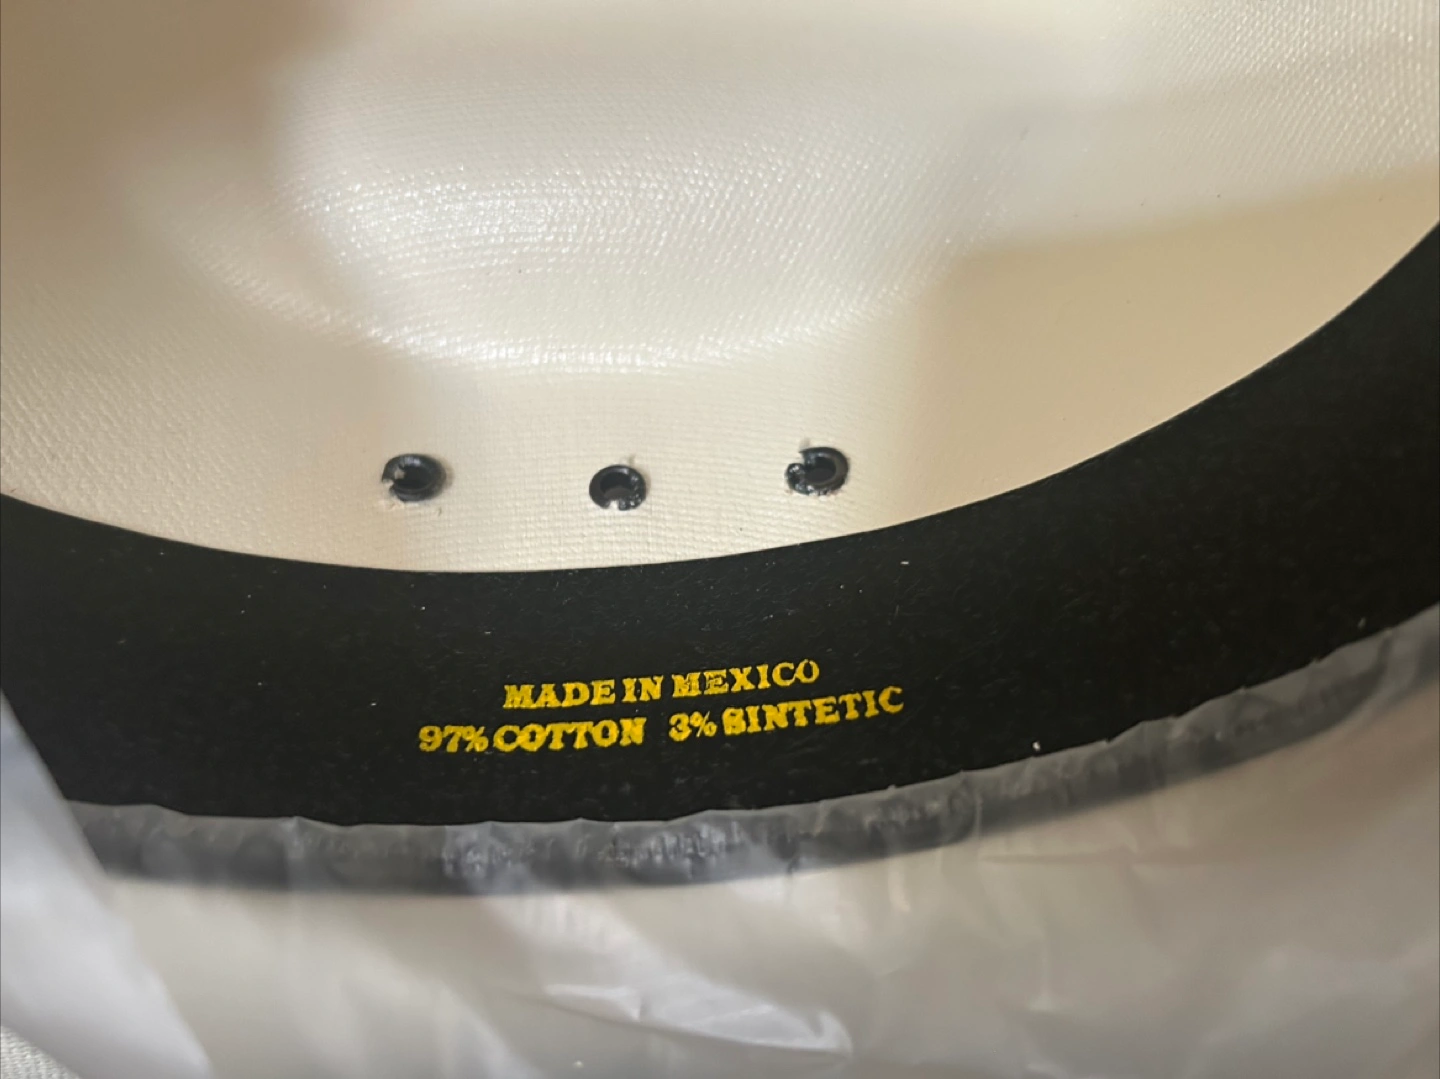 MADE IN MEXICO
97% COTTON 3% SINTETIC